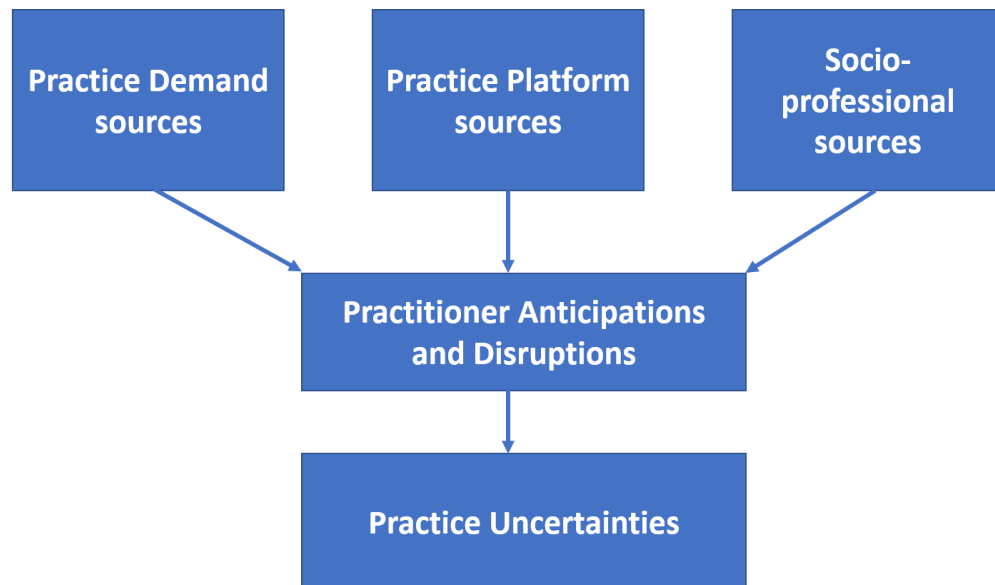 Practice Demand
sources
Practice Platform
sources
Socio-
professional
sources
Practitioner Anticipations
and Disruptions
Practice Uncertainties